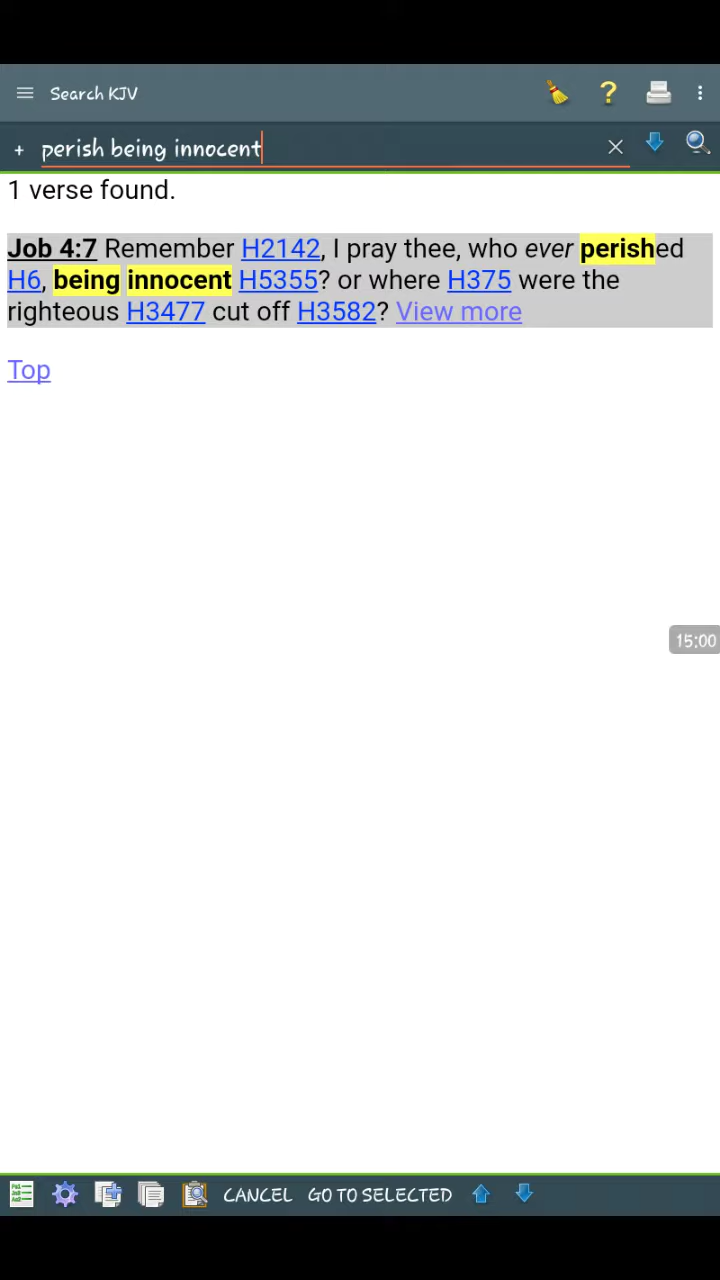 Search KJV
+ perish being innocent
1 verse found.
Job 4:7 Remember H2142, I pray thee, who ever perished
H6, being innocent H5355? or where H375 were the
righteous H3477 cut off H3582? View more
Top
15:00
CANCEL GO TO SELECTED